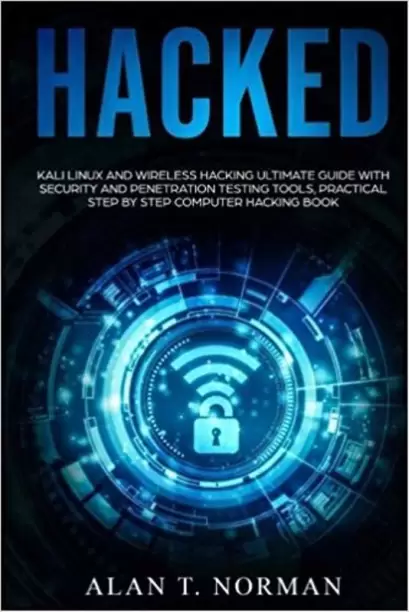 HACKED
KALI LINUX AND WIRELESS HACKING ULTIMATE GUIDE WITH
SECURITY AND PENETRATION TESTING TOOLS, PRACTICAL
STEP BY STEP COMPUTER HACKING BOOK
ALAN T. NORMAN